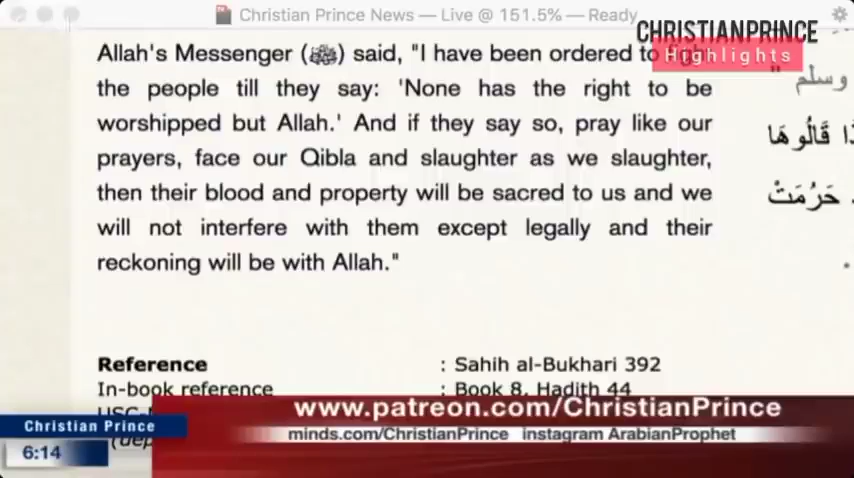 Christian Prince News — Live @ 151.5% — Ready
CHRISTIANPRINCE
Highlights
Allah's Messenger (ﷺ) said, "I have been ordered to fight
the people till they say: 'None has the right to be
worshipped but Allah.' And if they say so, pray like our
prayers, face our Qibla and slaughter as we slaughter,
then their blood and property will be sacred to us and we
will not interfere with them except legally and their
reckoning will be with Allah."
وسلم "
ذَا قَالُوهَا
حَرُمَتْ
Reference : Sahih al-Bukhari 392
In-book reference : Book 8, Hadith 44
www.patreon.com/ChristianPrince
minds.com/ChristianPrince instagram ArabianProphet
Christian Prince
6:14